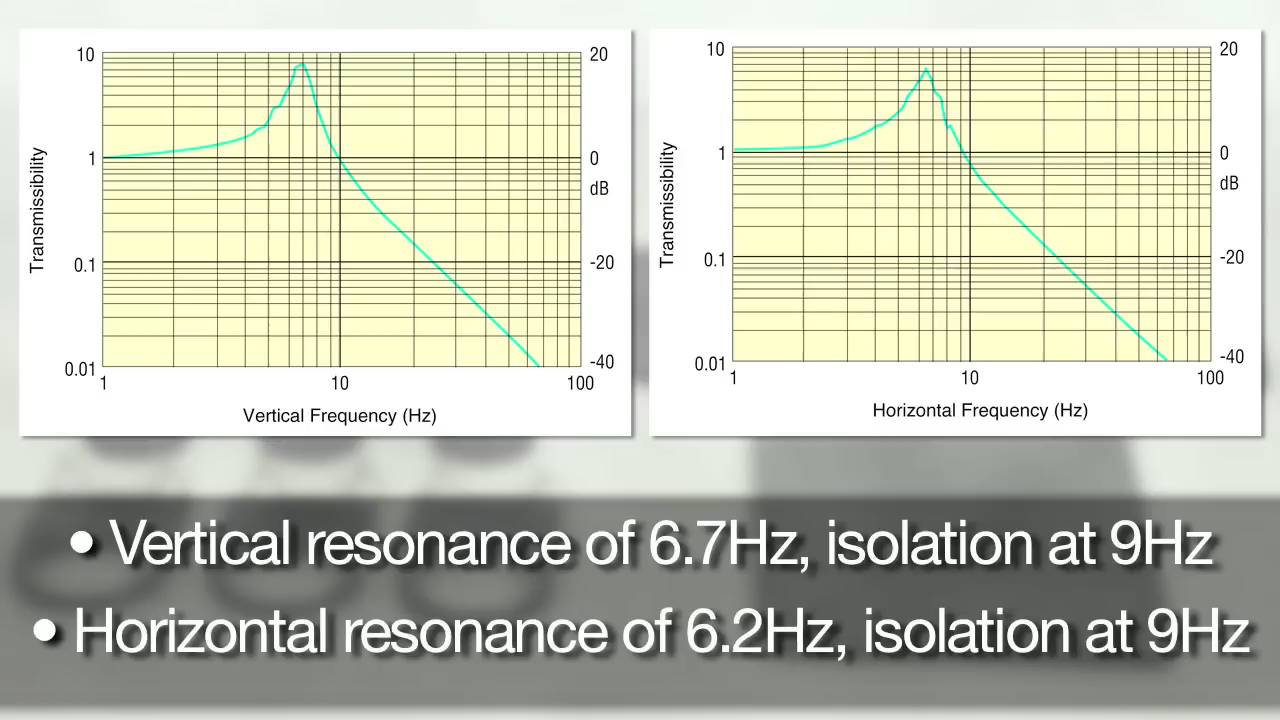 10
1
0.1
0.01
20
0
dB
-20
-40
1
10
100
Transmissibility
Vertical Frequency (Hz)
10
1
0.1
0.01
20
0
dB
-20
-40
1
10
100
Transmissibility
Horizontal Frequency (Hz)
• Vertical resonance of 6.7Hz, isolation at 9Hz
• Horizontal resonance of 6.2Hz, isolation at 9Hz